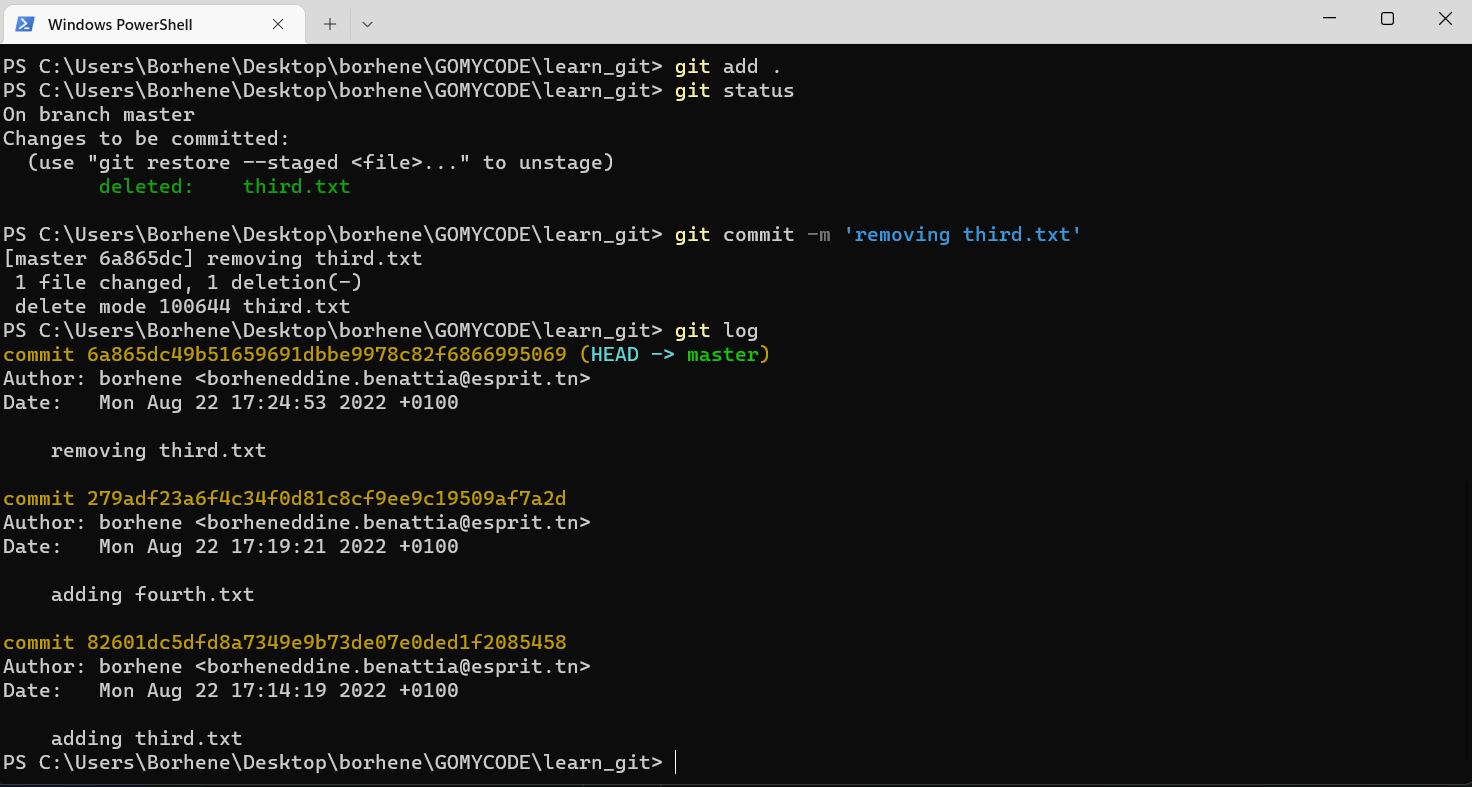 Windows PowerShell
PS C:\Users\Borhene\Desktop\borhene\GOMYCODE\learn_git> git add .
PS C:\Users\Borhene\Desktop\borhene\GOMYCODE\learn_git> git status
On branch master
Changes to be committed:
  (use "git restore --staged <file>..." to unstage)
        deleted:    third.txt

PS C:\Users\Borhene\Desktop\borhene\GOMYCODE\learn_git> git commit -m 'removing third.txt'
[master 6a865dc] removing third.txt
 1 file changed, 1 deletion(-)
 delete mode 100644 third.txt
PS C:\Users\Borhene\Desktop\borhene\GOMYCODE\learn_git> git log
commit 6a865dc49b51659691dbbe9978c82f6866995069 (HEAD -> master)
Author: borhene <borheneddine.benattia@esprit.tn>
Date:   Mon Aug 22 17:24:53 2022 +0100

    removing third.txt

commit 279adf23a6f4c34f0d81c8cf9ee9c19509af7a2d
Author: borhene <borheneddine.benattia@esprit.tn>
Date:   Mon Aug 22 17:19:21 2022 +0100

    adding fourth.txt

commit 82601dc5dfd8a7349e9b73de07e0ded1f2085458
Author: borhene <borheneddine.benattia@esprit.tn>
Date:   Mon Aug 22 17:14:19 2022 +0100

    adding third.txt
PS C:\Users\Borhene\Desktop\borhene\GOMYCODE\learn_git>